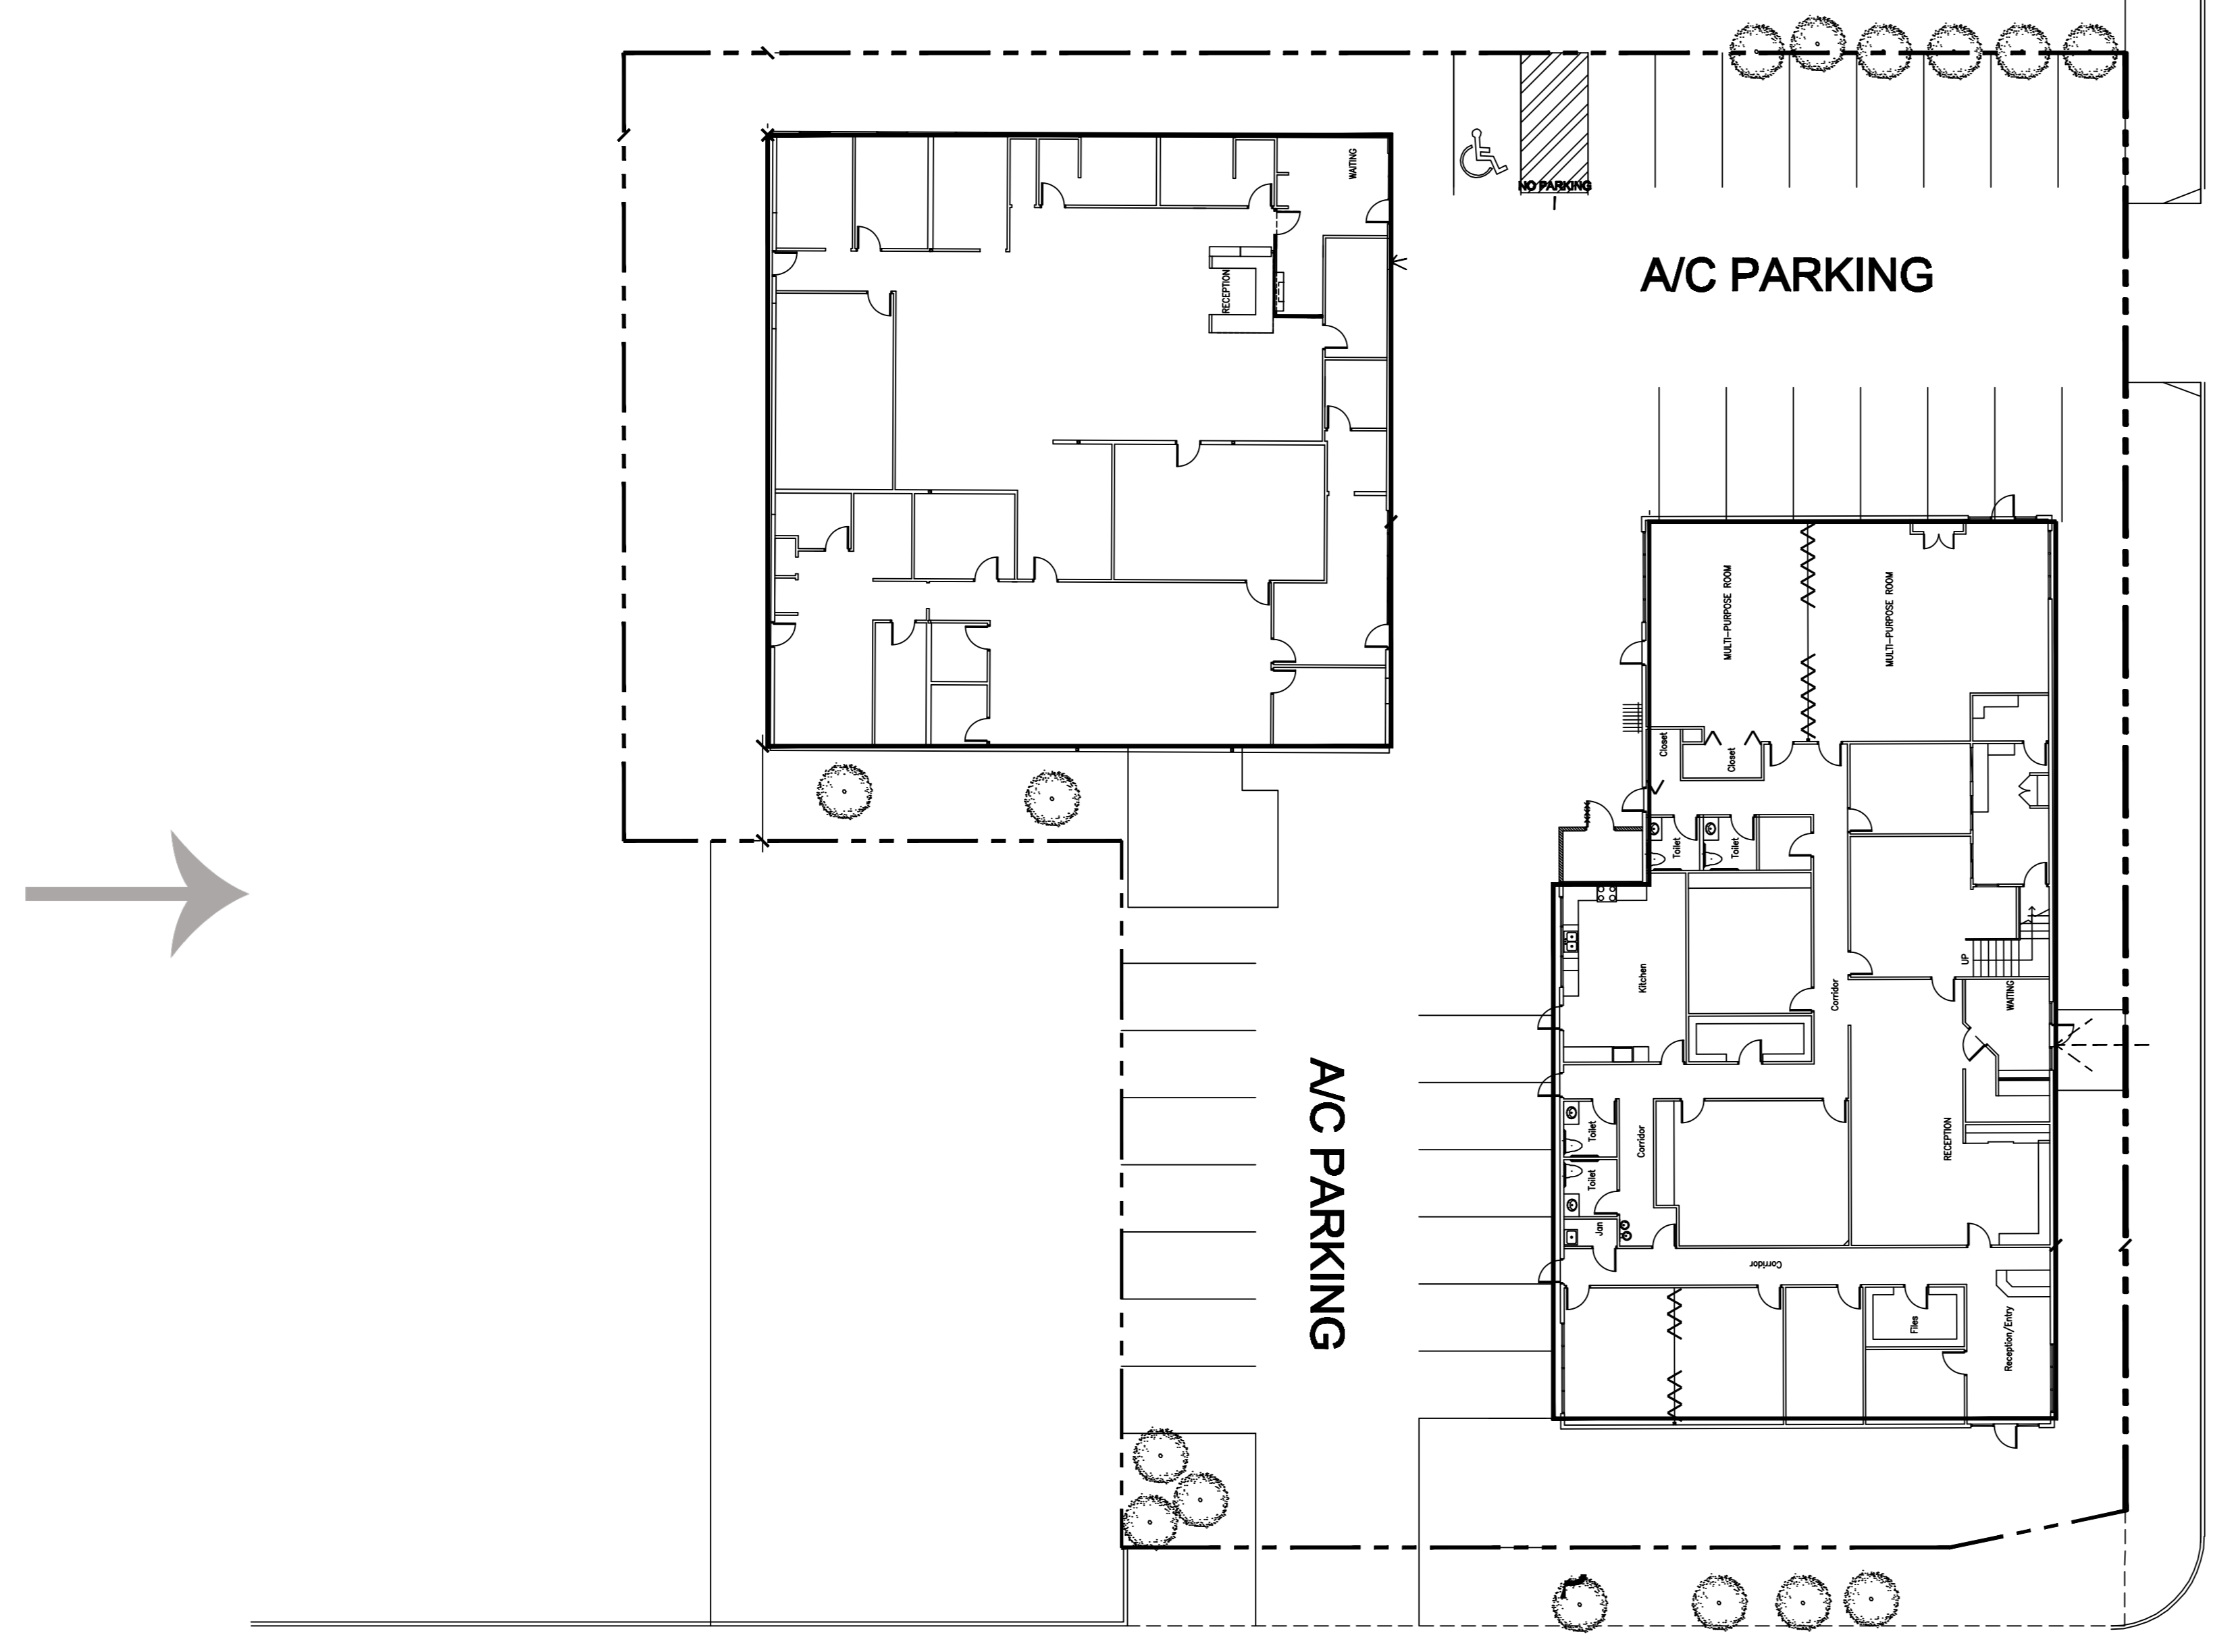 WAITING
NO PARKING
A/C PARKING
RECEPTION
MULTI-PURPOSE ROOM
MULTI-PURPOSE ROOM
Closet
Closet
Toilet
Toilet
Kitchen
UP
Corridor
WAITING
A/C PARKING
Toilet
Corridor
RECEPTION
Toilet
Jan
Corridor
Files
Reception/Entry